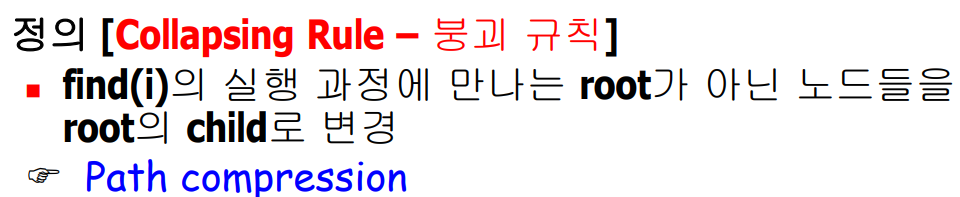 정의 [Collapsing Rule – 붕괴 규칙]
▪ find(i)의 실행 과정에 만나는 root가 아닌 노드들을
root의 child로 변경
☞ Path compression